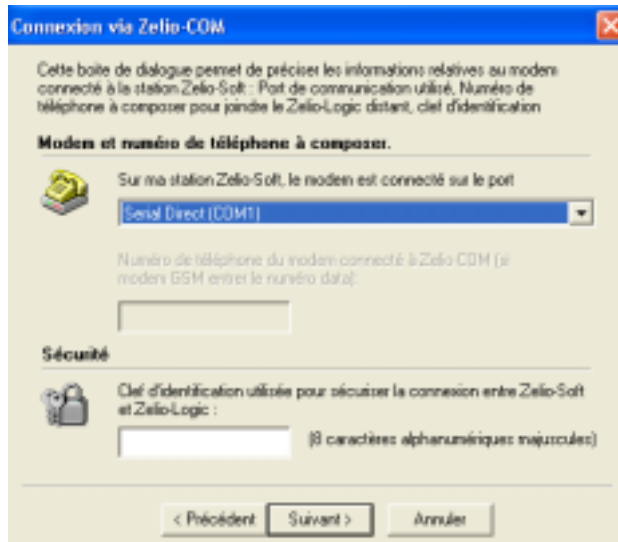 Connexion via Zelio-COM
Cette boite de dialogue permet de préciser les informations relatives au modem
connecté à la station Zelio-Soft : Port de communication utilisé, Numéro de
téléphone à composer pour joindre le Zelio-Logic distant, clef d'identification
Modem et numéro de téléphone à composer.
Sur ma station Zelio-Soft, le modem est connecté sur le port
Serial Direct (COM1)
Numéro de téléphone du modem connecté à Zelio COM (si
modem GSM entrer le numéro data):
Sécurité
Clef d'identification utilisée pour sécuriser la connexion entre Zelio-Soft
et Zelio-Logic :
(8 caractères alphanumériques majuscules)
< Précédent Suivant > Annuler